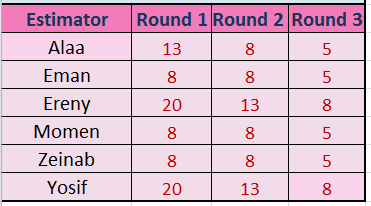 Estimator Round 1 Round 2 Round 3
Alaa 13 8 5
Eman 8 8 5
Ereny 20 13 8
Momen 8 8 5
Zeinab 8 8 5
Yosif 20 13 8